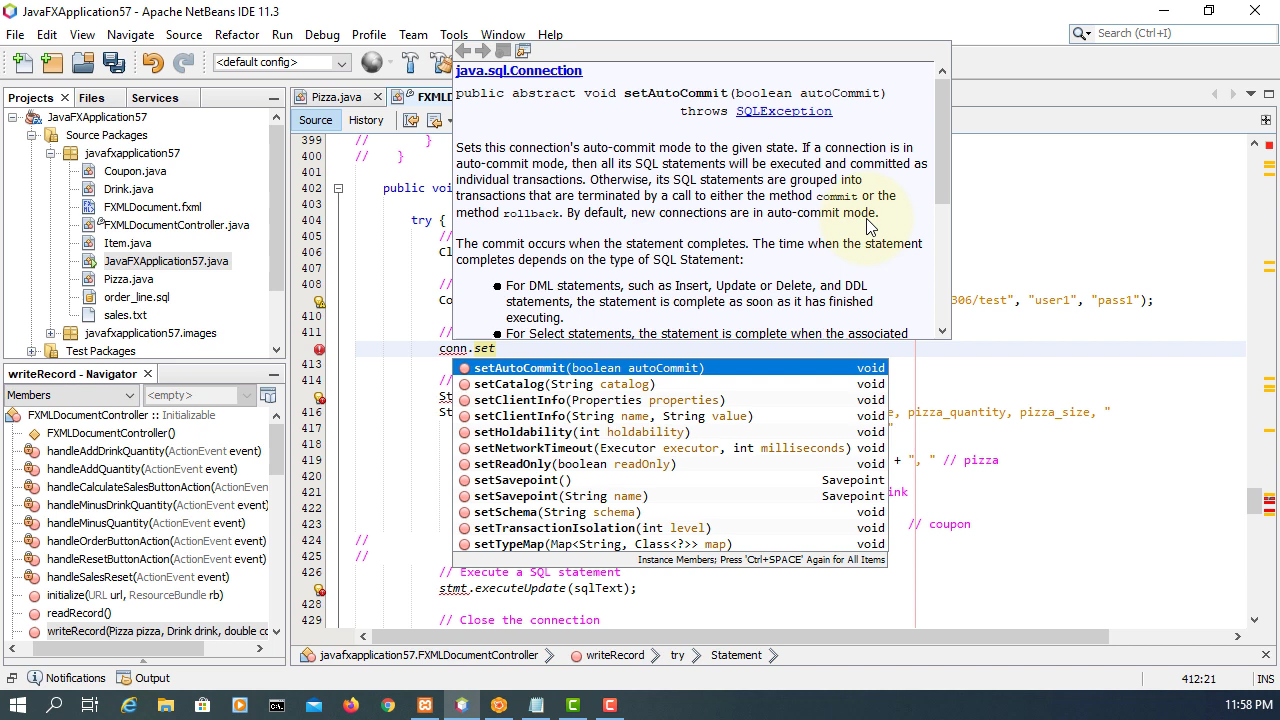 JavaFXApplication57 - Apache NetBeans IDE 11.3
File Edit View Navigate Source Refactor Run Debug Profile Team Tools Window Help
Search (Ctrl+I)
<default config>
Projects Files Services
Pizza.java
Source History
JavaFXApplication57
Source Packages
javafxapplication57
Coupon.java
Drink.java
FXMLDocument.fxml
FXMLDocumentController.java
Item.java
JavaFXApplication57.java
Pizza.java
order_line.sql
sales.txt
javafxapplication57.images
Test Packages
writeRecord - Navigator
Members <empty>
FXMLDocumentController :: Initializable
FXMLDocumentController()
handleAddDrinkQuantity(ActionEvent event)
handleAddQuantity(ActionEvent event)
handleCalculateSalesButtonAction(ActionEvent
handleMinusDrinkQuantity(ActionEvent event)
handleMinusQuantity(ActionEvent event)
handleOrderButtonAction(ActionEvent event)
handleResetButtonAction(ActionEvent event)
handleSalesReset(ActionEvent event)
initialize(URL url, ResourceBundle rb)
readRecord()
writeRecord(Pizza pizza, Drink drink, double co
java.sql.Connection
public abstract void setAutoCommit(boolean autoCommit)
throws SQLException
Sets this connection's auto-commit mode to the given state. If a connection is in
auto-commit mode, then all its SQL statements will be executed and committed as
individual transactions. Otherwise, its SQL statements are grouped into
transactions that are terminated by a call to either the method commit or the
method rollback. By default, new connections are in auto-commit mode.
The commit occurs when the statement completes. The time when the statement
completes depends on the type of SQL Statement:
● For DML statements, such as Insert, Update or Delete, and DDL
statements, the statement is complete as soon as it has finished
executing.
● For Select statements, the statement is complete when the associated
399 // }
400 // }
402 public voi
404 try {
405 //
406 Cl
407
408 //
Co 306/test", "user1", "pass1");
410
411 //
conn.set
413
414 //
St
416 St e, pizza_quantity, pizza_size, "
417 "
418
419 + ", " // pizza
420
421 ink
422
423 // coupon
424 //
425 //
426 // Execute a SQL statement
stmt.executeUpdate(sqlText);
428
429 // Close the connection
setAutoCommit(boolean autoCommit) void
setCatalog(String catalog) void
setClientInfo(Properties properties) void
setClientInfo(String name, String value) void
setHoldability(int holdability) void
setNetworkTimeout(Executor executor, int milliseconds) void
setReadOnly(boolean readOnly) void
setSavepoint() Savepoint
setSavepoint(String name) Savepoint
setSchema(String schema) void
setTransactionIsolation(int level) void
setTypeMap(Map<String, Class<?>> map) void
Instance Members; Press 'Ctrl+SPACE' Again for All Items
javafxapplication57.FXMLDocumentController writeRecord try Statement
Notifications Output
412:21 INS
11:58 PM